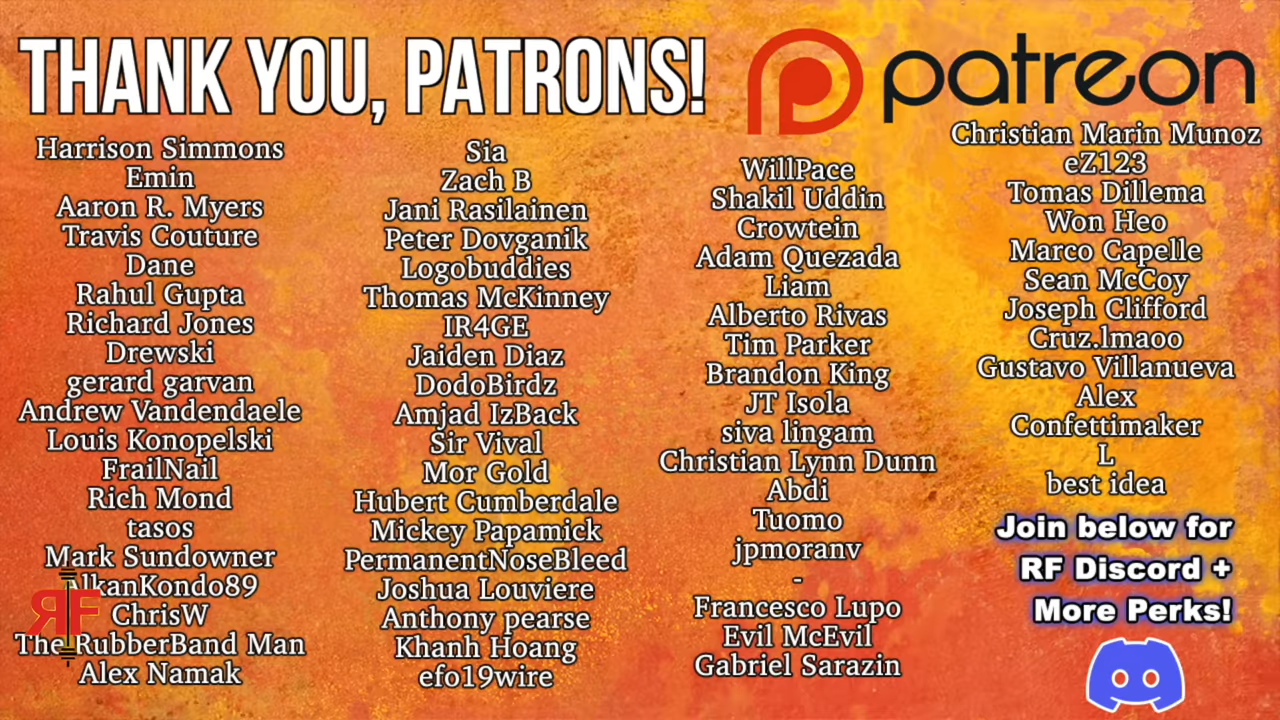 THANK YOU, PATRONS!
patreon
Harrison Simmons
Emin
Aaron R. Myers
Travis Couture
Dane
Rahul Gupta
Richard Jones
Drewski
gerard garvan
Andrew Vandendaele
Louis Konopelski
FrailNail
Rich Mond
tasos
Mark Sundowner
AlkanKondo89
ChrisW
The RubberBand Man
Alex Namak
RF
Sia
Zach B
Jani Rasilainen
Peter Dovganik
Logobuddies
Thomas McKinney
IR4GE
Jaiden Diaz
DodoBirdz
Amjad IzBack
Sir Vival
Mor Gold
Hubert Cumberdale
Mickey Papamick
PermanentNoseBleed
Joshua Louviere
Anthony pearse
Khanh Hoang
efo19wire
WillPace
Shakil Uddin
Crowtein
Adam Quezada
Liam
Alberto Rivas
Tim Parker
Brandon King
JT Isola
siva lingam
Christian Lynn Dunn
Abdi
Tuomo
jpmoranv
-
Francesco Lupo
Evil McEvil
Gabriel Sarazin
Christian Marin Munoz
eZ123
Tomas Dillema
Won Heo
Marco Capelle
Sean McCoy
Joseph Clifford
Cruz.lmaoo
Gustavo Villanueva
Alex
Confettimaker
L
best idea
Join below for
RF Discord +
More Perks!